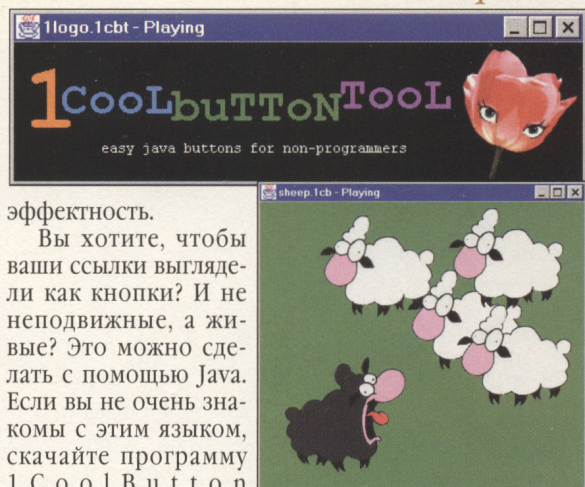 1logo.1cbt - Playing
1CooLbuTToNTooL
easy java buttons for non-programmers
sheep.1cb - Playing
эффектность.
Вы хотите, чтобы
ваши ссылки выгляде-
ли как кнопки? И не
неподвижные, а жи-
вые? Это можно сде-
лать с помощью Java.
Если вы не очень зна-
комы с этим языком,
скачайте программу
1CoolButton